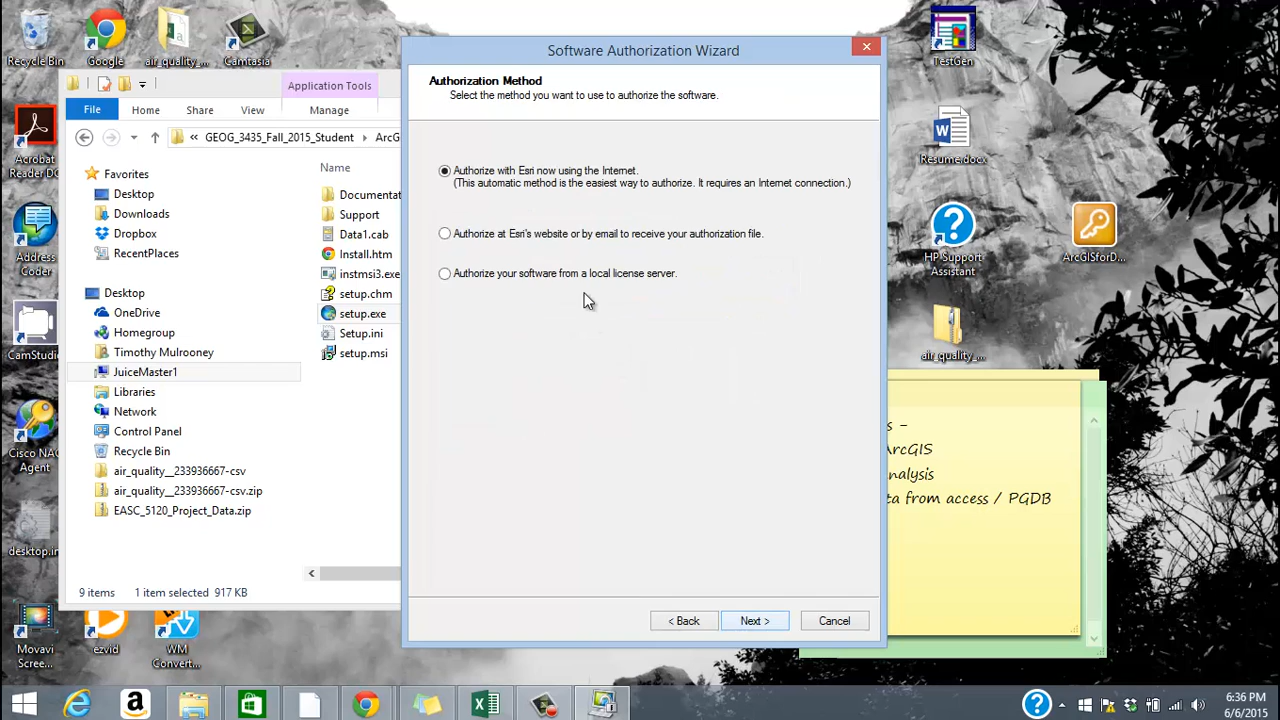 Recycle Bin
Google
air_quality_...
Camtasia
Software Authorization Wizard
TestGen
Application Tools
File
Home
Share
View
Manage
Authorization Method
Select the method you want to use to authorize the software.
« GEOG_3435_Fall_2015_Student
ArcG
Acrobat
Reader DC
Favorites
Desktop
Downloads
Dropbox
RecentPlaces
Name
Documentat
Support
Data1.cab
Install.htm
instmsi3.exe
setup.chm
setup.exe
Setup.ini
setup.msi
Authorize with Esri now using the Internet.
(This automatic method is the easiest way to authorize. It requires an Internet connection.)
Authorize at Esri's website or by email to receive your authorization file.
Authorize your software from a local license server.
Resume.docx
Address
Coder
HP Support
Assistant
ArcGISforD...
Desktop
OneDrive
Homegroup
Timothy Mulrooney
JuiceMaster1
Libraries
Network
Control Panel
Recycle Bin
air_quality__233936667-csv
air_quality__233936667-csv.zip
EASC_5120_Project_Data.zip
CamStudio
air_quality_...
Cisco NAC
Agent
s -
ArcGIS
nalysis
ta from access / PGDB
desktop.in
9 items
1 item selected 917 KB
< Back
Next >
Cancel
Movavi
Scree...
ezvid
WM
Convert...
6:36 PM
6/6/2015